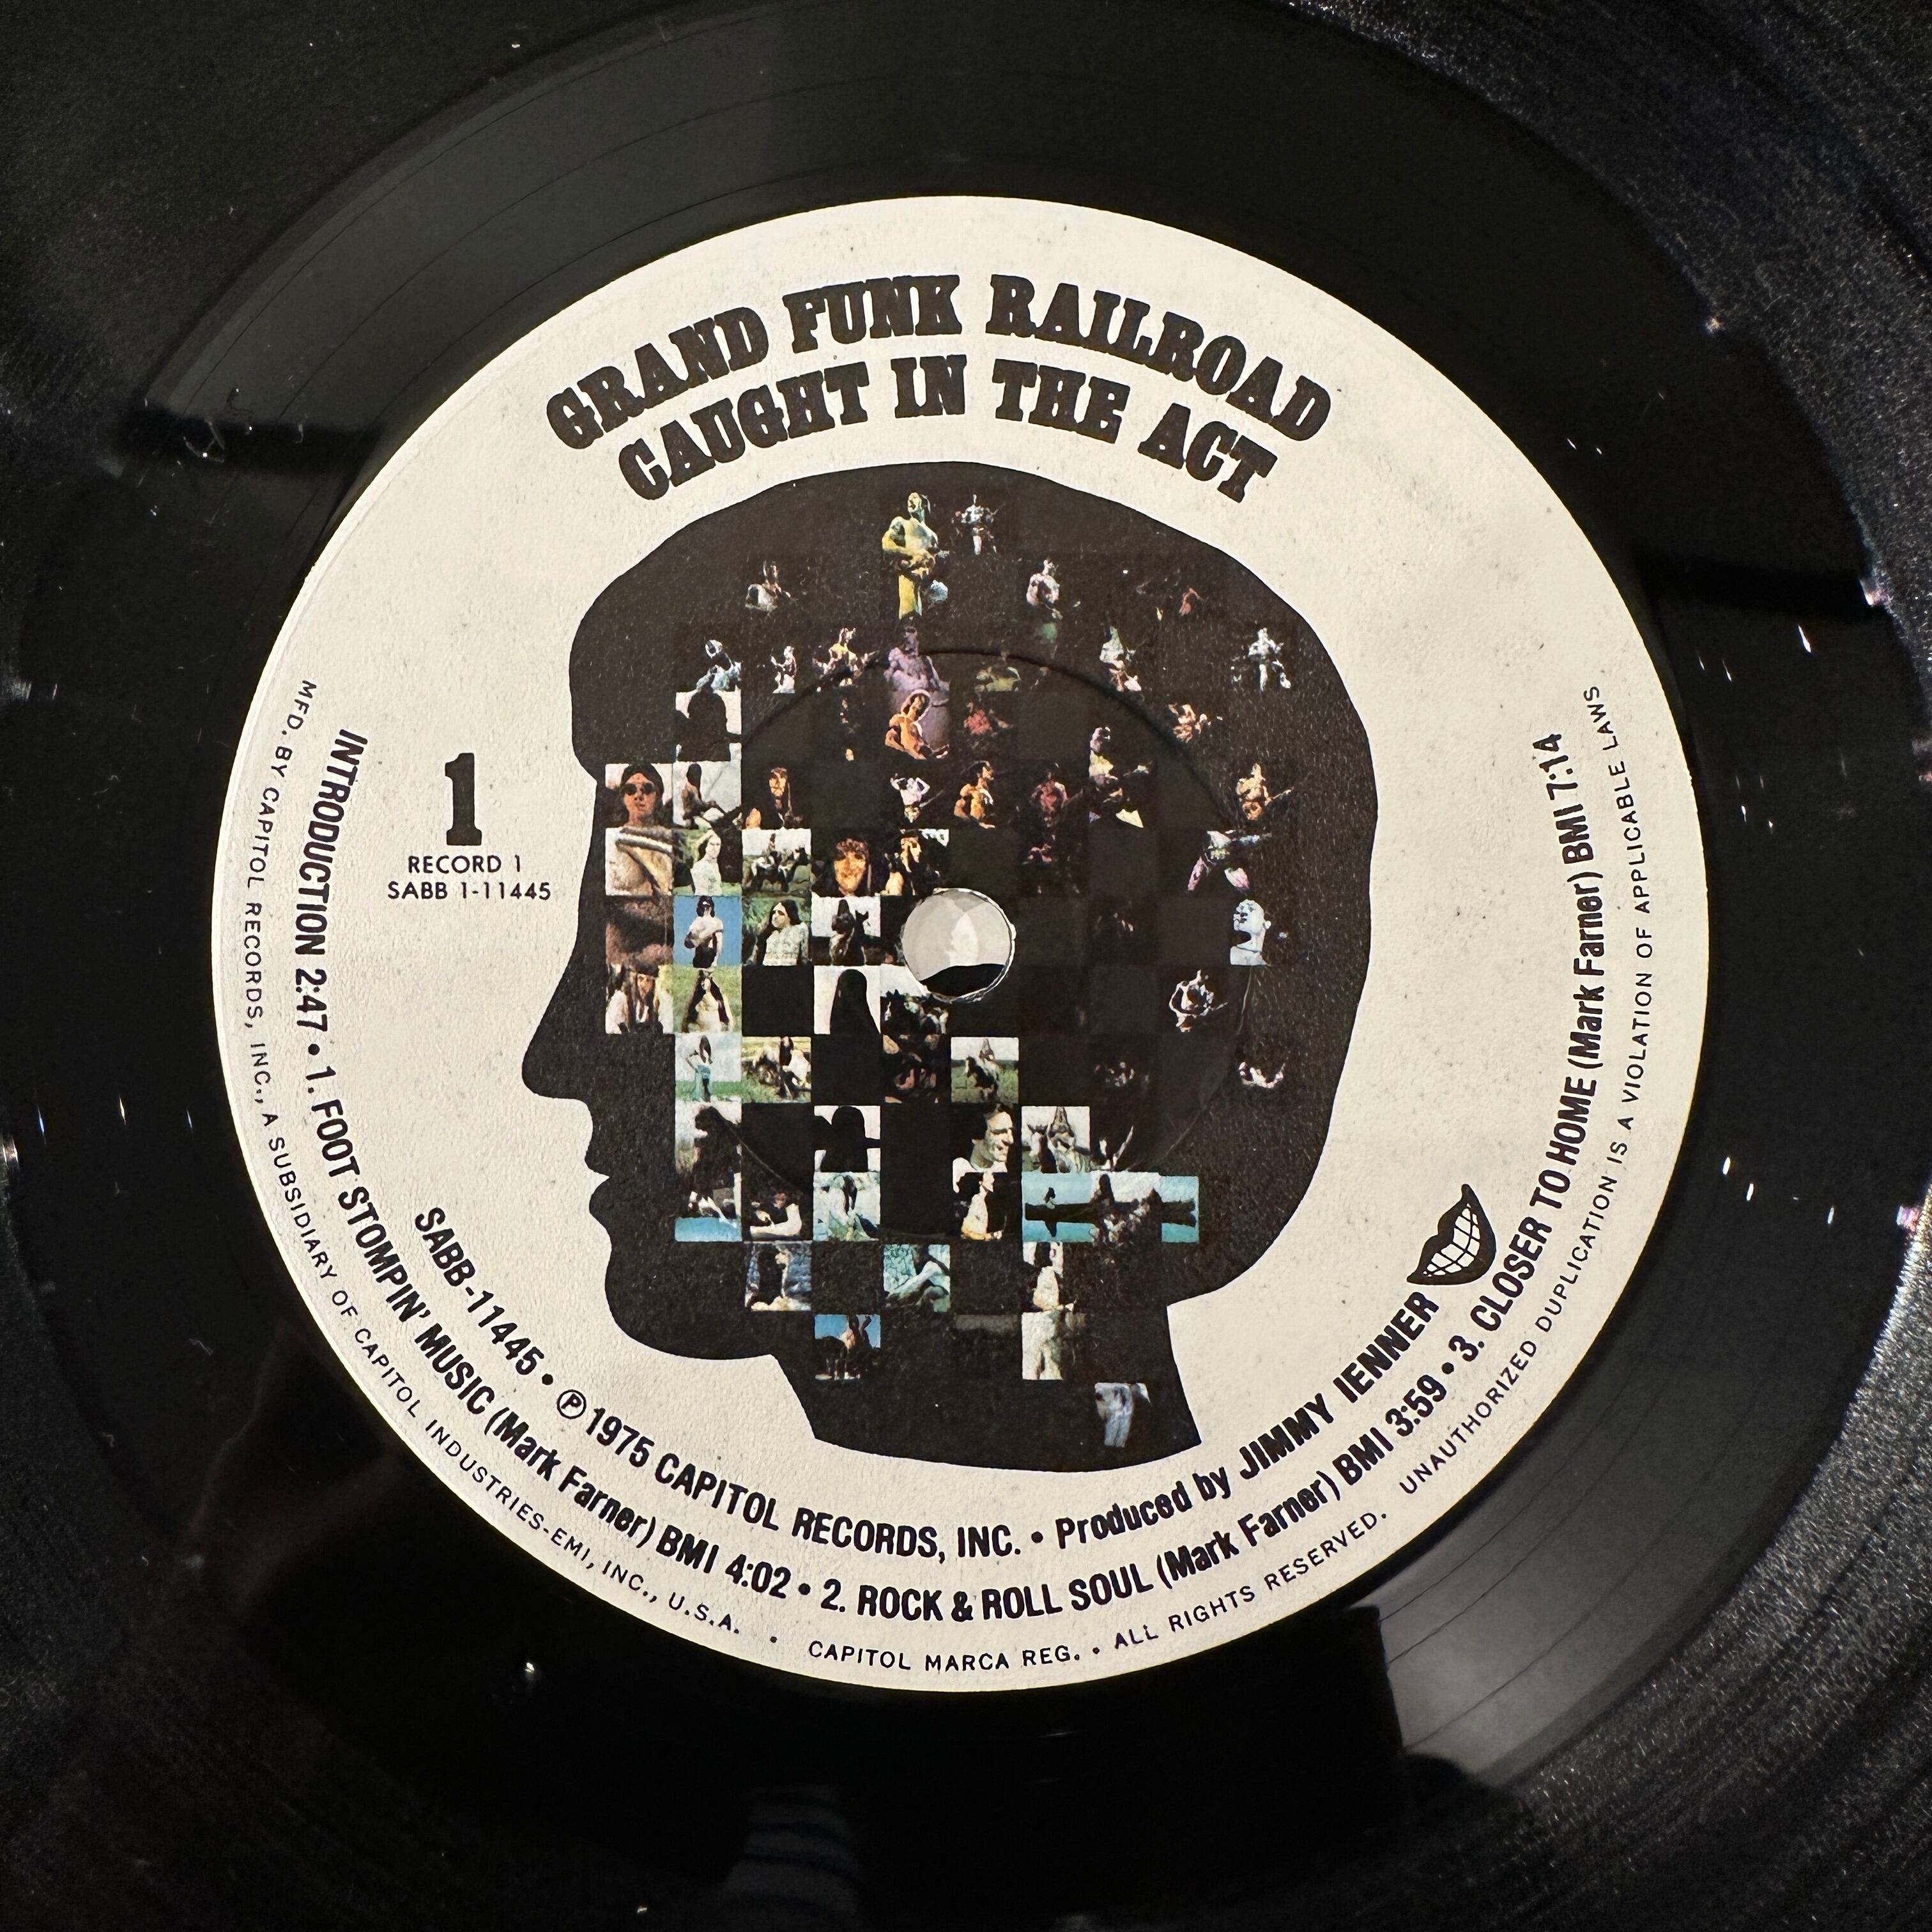 GRAND FUNK RAILROAD
CAUGHT IN THE ACT
1
RECORD 1
SABB 1-11445
SABB-11445 • Ⓟ 1975 CAPITOL RECORDS, INC. • Produced by JIMMY IENNER
INTRODUCTION 2:47 • 1. FOOT STOMPIN' MUSIC (Mark Farner) BMI 4:02 • 2. ROCK & ROLL SOUL (Mark Farner) BMI 3:59 • 3. CLOSER TO HOME (Mark Farner) BMI 7:14
MFD. BY CAPITOL RECORDS, INC., A SUBSIDIARY OF CAPITOL INDUSTRIES-EMI, INC., U.S.A. • CAPITOL MARCA REG. • ALL RIGHTS RESERVED. UNAUTHORIZED DUPLICATION IS A VIOLATION OF APPLICABLE LAWS